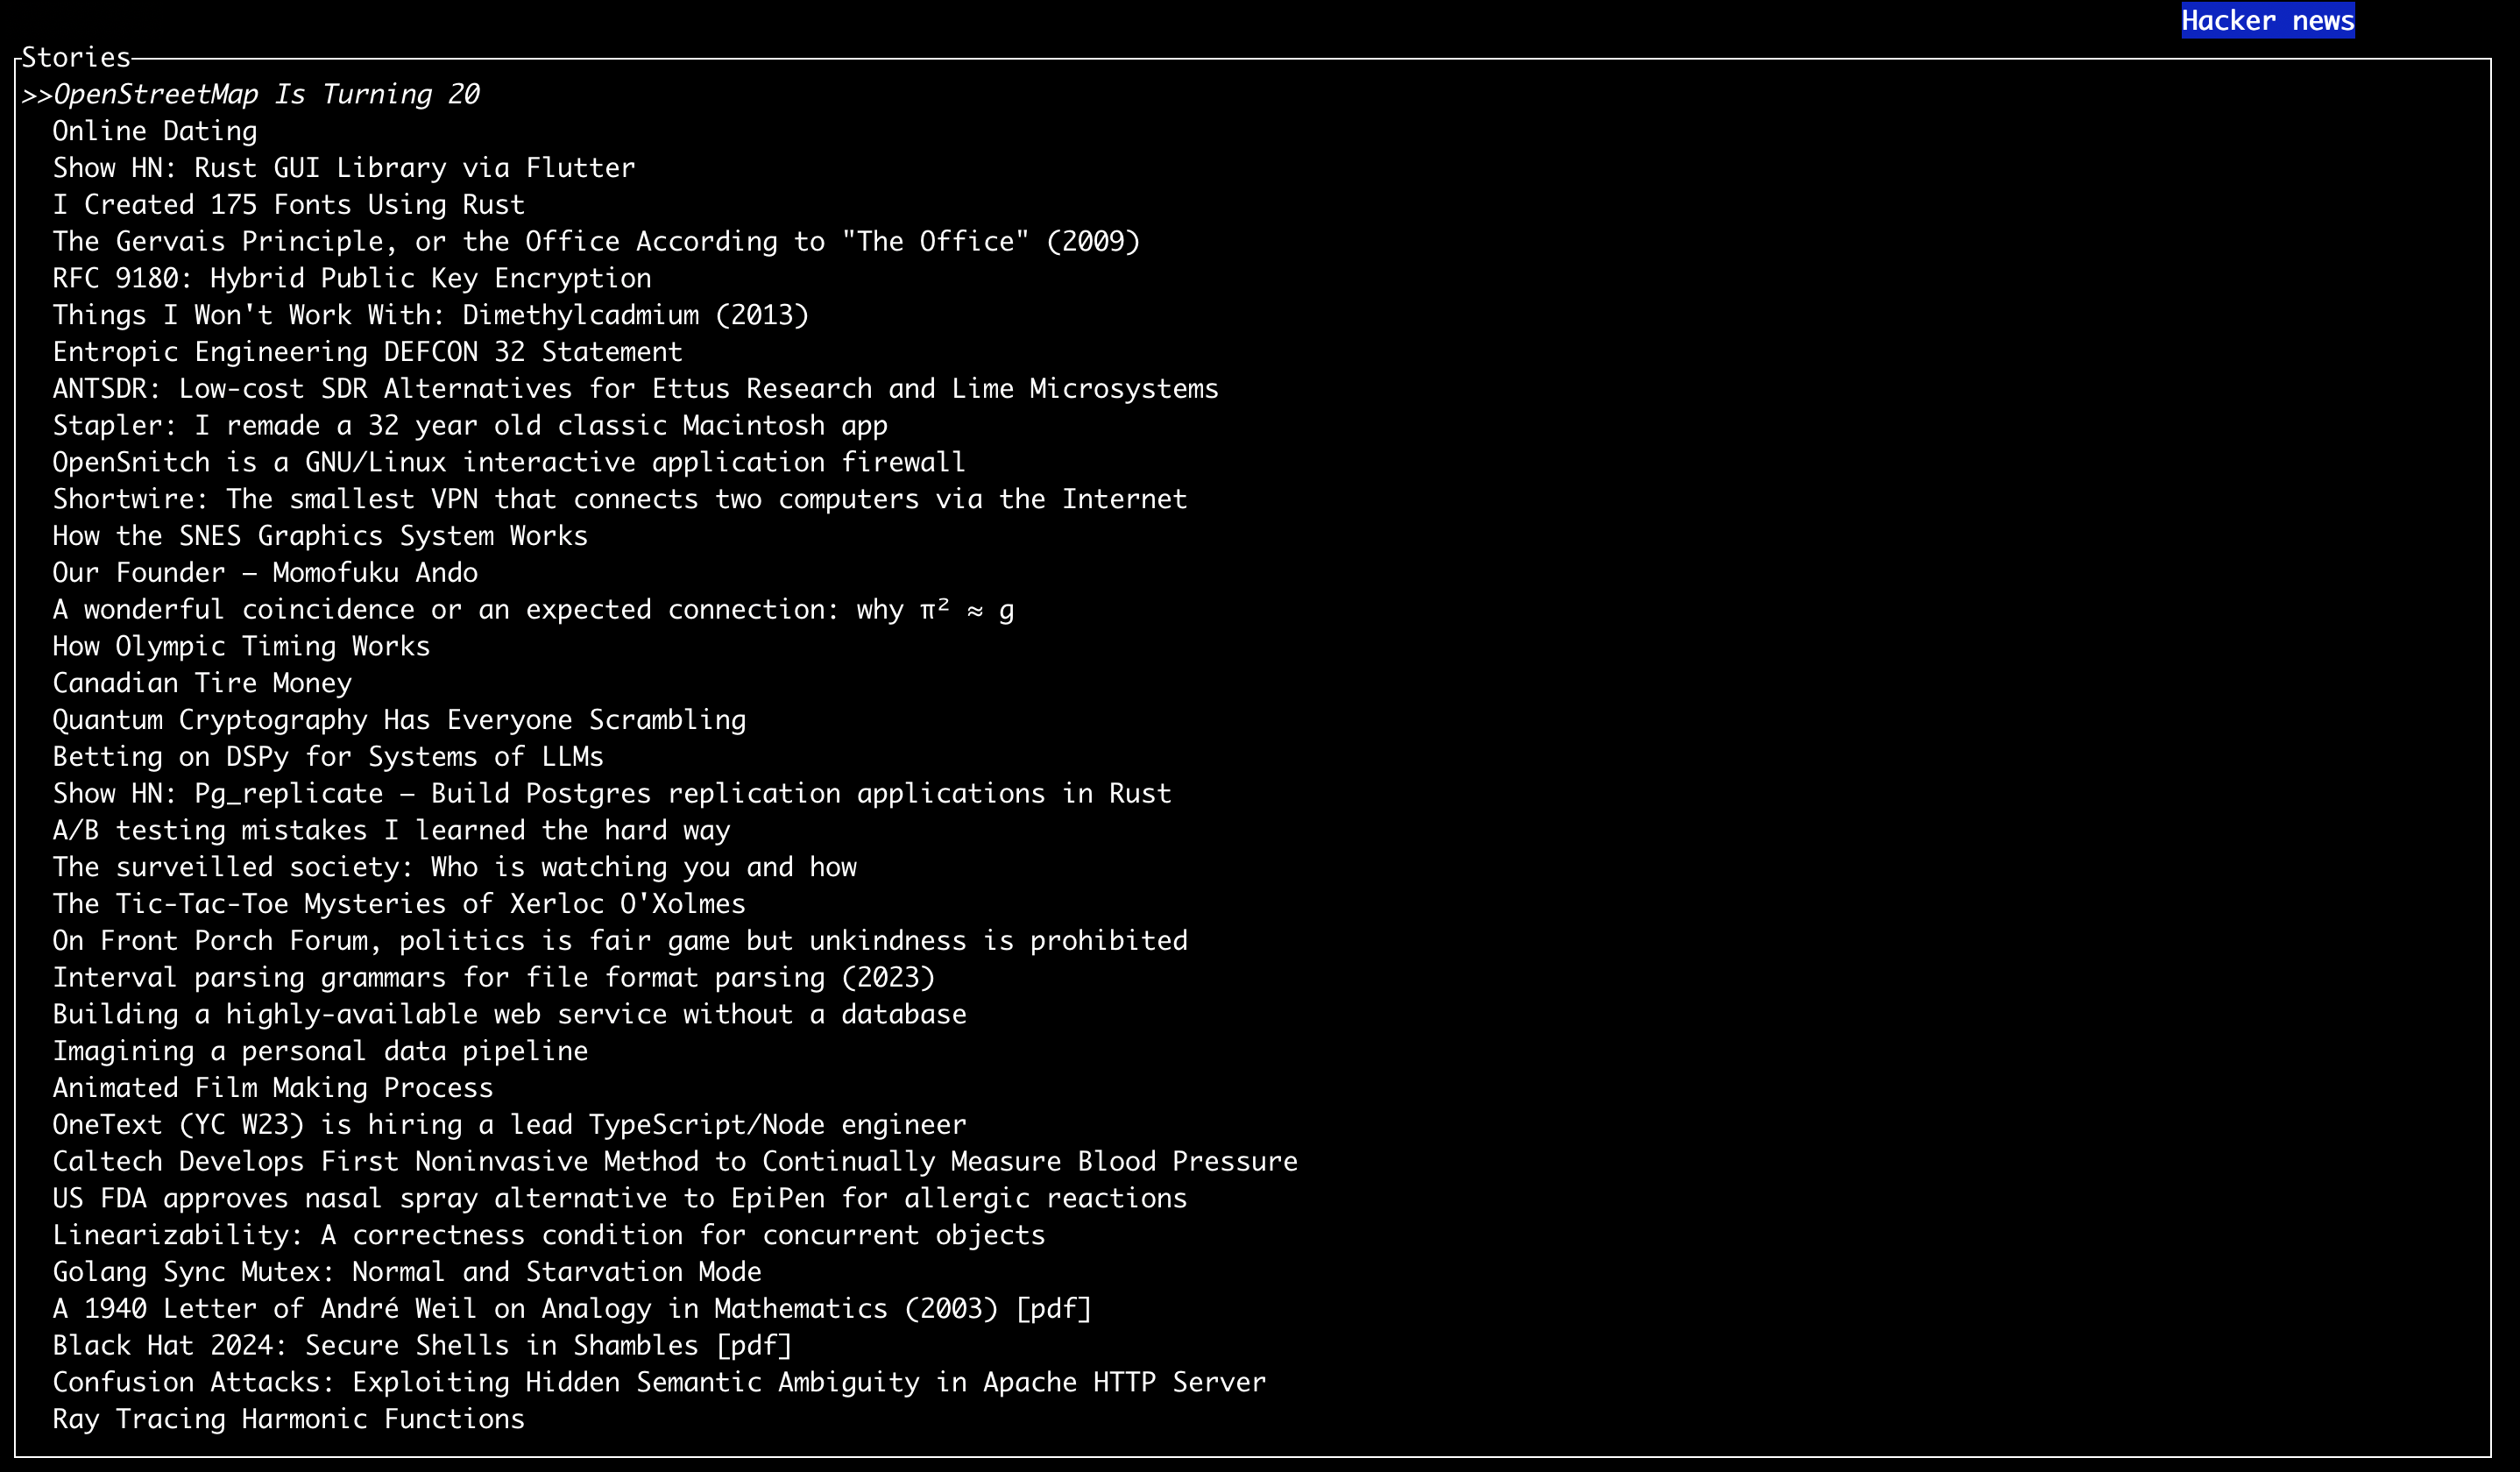 Hacker news
Stories
>>OpenStreetMap Is Turning 20
Online Dating
Show HN: Rust GUI Library via Flutter
I Created 175 Fonts Using Rust
The Gervais Principle, or the Office According to "The Office" (2009)
RFC 9180: Hybrid Public Key Encryption
Things I Won't Work With: Dimethylcadmium (2013)
Entropic Engineering DEFCON 32 Statement
ANTSDR: Low-cost SDR Alternatives for Ettus Research and Lime Microsystems
Stapler: I remade a 32 year old classic Macintosh app
OpenSnitch is a GNU/Linux interactive application firewall
Shortwire: The smallest VPN that connects two computers via the Internet
How the SNES Graphics System Works
Our Founder – Momofuku Ando
A wonderful coincidence or an expected connection: why π² ≈ g
How Olympic Timing Works
Canadian Tire Money
Quantum Cryptography Has Everyone Scrambling
Betting on DSPy for Systems of LLMs
Show HN: Pg_replicate – Build Postgres replication applications in Rust
A/B testing mistakes I learned the hard way
The surveilled society: Who is watching you and how
The Tic-Tac-Toe Mysteries of Xerloc O'Xolmes
On Front Porch Forum, politics is fair game but unkindness is prohibited
Interval parsing grammars for file format parsing (2023)
Building a highly-available web service without a database
Imagining a personal data pipeline
Animated Film Making Process
OneText (YC W23) is hiring a lead TypeScript/Node engineer
Caltech Develops First Noninvasive Method to Continually Measure Blood Pressure
US FDA approves nasal spray alternative to EpiPen for allergic reactions
Linearizability: A correctness condition for concurrent objects
Golang Sync Mutex: Normal and Starvation Mode
A 1940 Letter of André Weil on Analogy in Mathematics (2003) [pdf]
Black Hat 2024: Secure Shells in Shambles [pdf]
Confusion Attacks: Exploiting Hidden Semantic Ambiguity in Apache HTTP Server
Ray Tracing Harmonic Functions